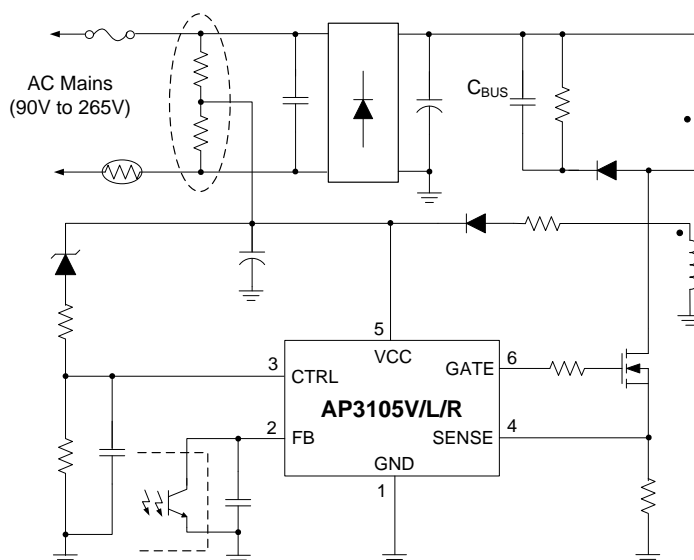 AC Mains
(90V to 265V)
CBUS
5
VCC
3
CTRL
GATE
6
AP3105V/L/R
2
FB
SENSE
4
GND
1